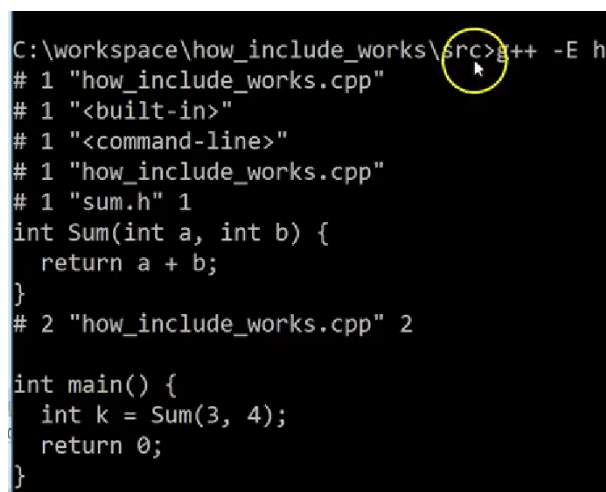 C:\workspace\how_include_works\src>g++ -E h
# 1 "how_include_works.cpp"
# 1 "<built-in>"
# 1 "<command-line>"
# 1 "how_include_works.cpp"
# 1 "sum.h" 1
int Sum(int a, int b) {
  return a + b;
}
# 2 "how_include_works.cpp" 2

int main() {
  int k = Sum(3, 4);
  return 0;
}